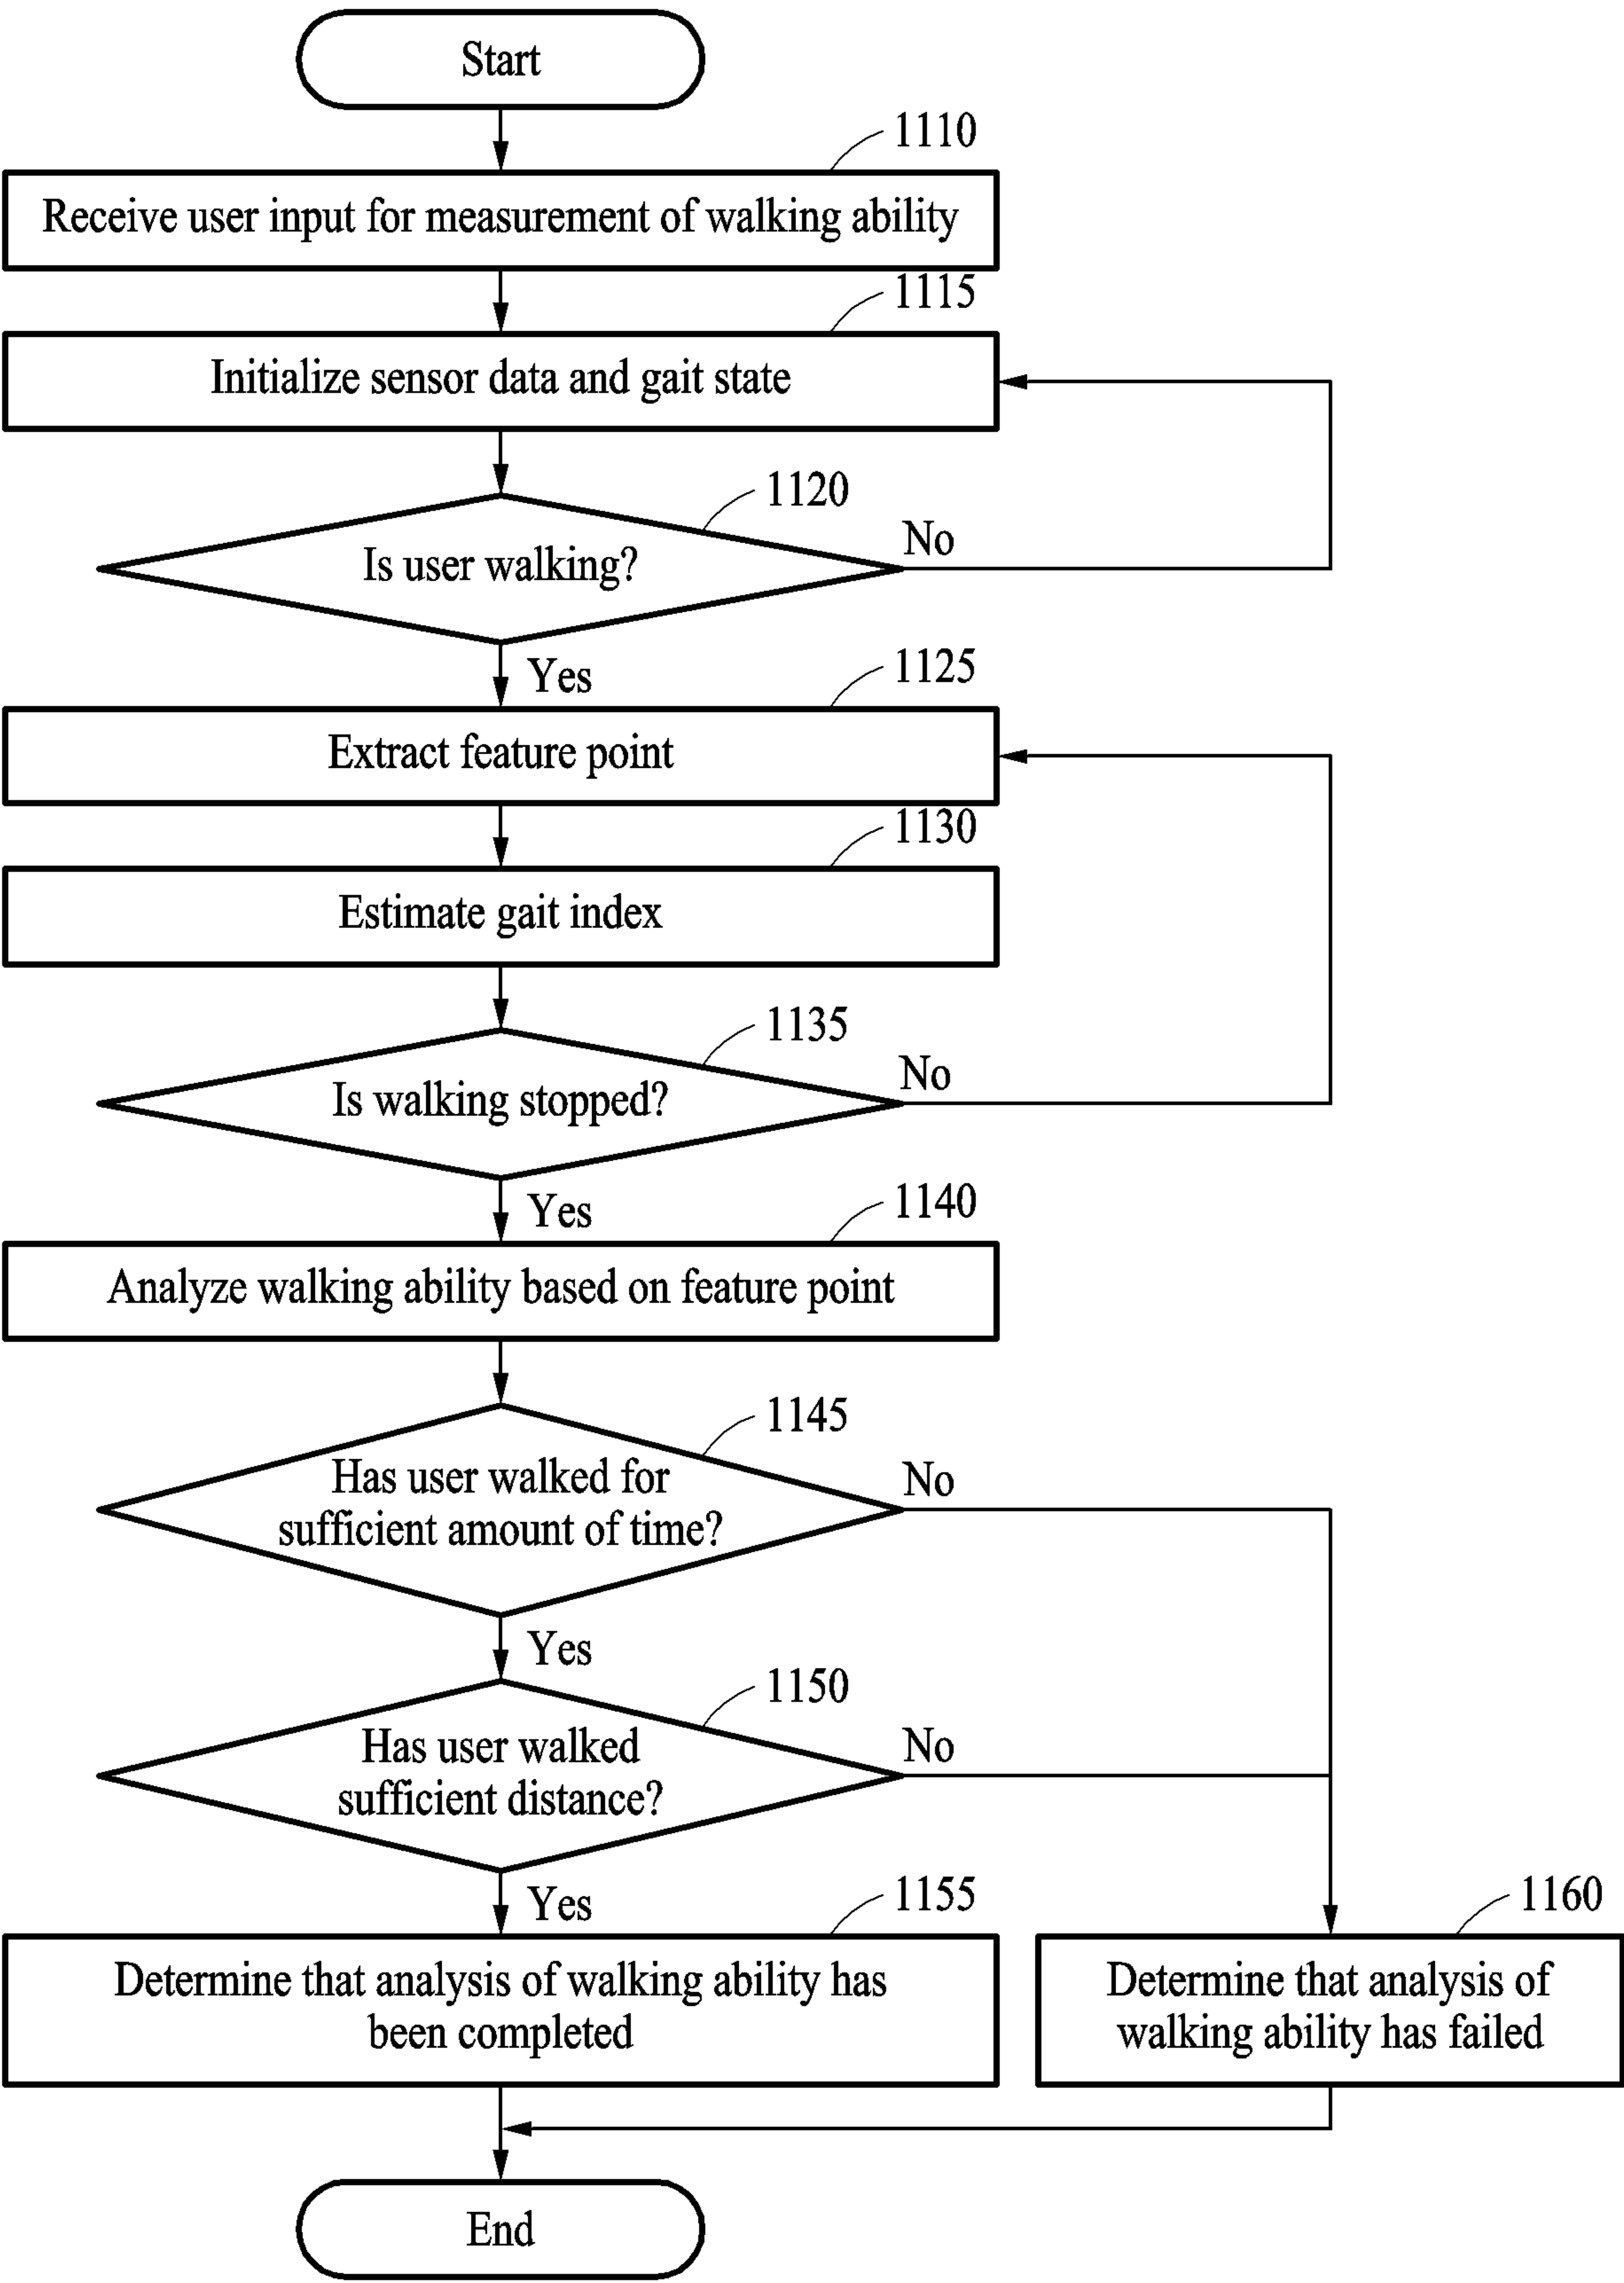 Start
1110
Receive user input for measurement of walking ability
1115
Initialize sensor data and gait state
1120
Is user walking?
No
Yes
1125
Extract feature point
1130
Estimate gait index
1135
Is walking stopped?
No
Yes
1140
Analyze walking ability based on feature point
1145
Has user walked for
sufficient amount of time?
No
Yes
1150
Has user walked
sufficient distance?
No
Yes
1155
Determine that analysis of walking ability has
been completed
1160
Determine that analysis of
walking ability has failed
End